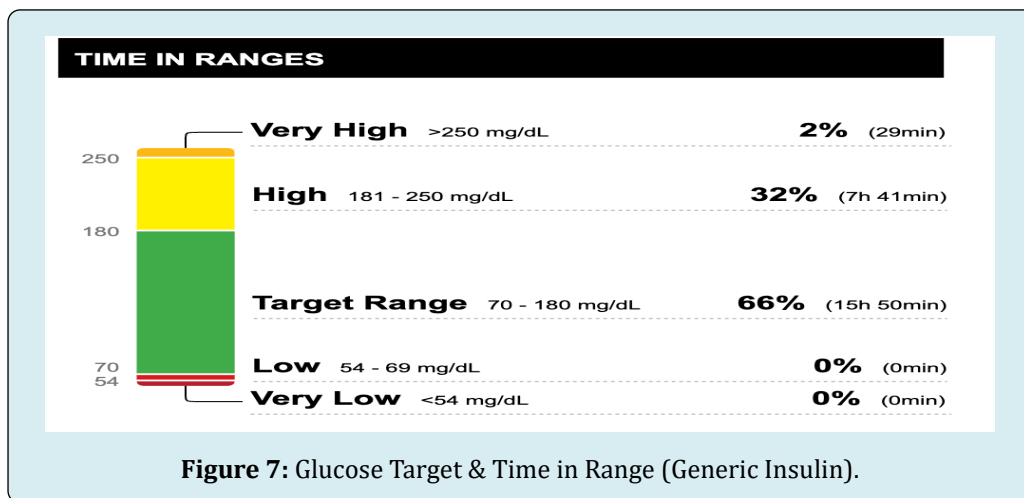 TIME IN RANGES
Very High >250 mg/dL 2% (29min)
250
High 181 - 250 mg/dL 32% (7h 41min)
180
Target Range 70 - 180 mg/dL 66% (15h 50min)
70
Low 54 - 69 mg/dL 0% (0min)
54
Very Low <54 mg/dL 0% (0min)
Figure 7: Glucose Target & Time in Range (Generic Insulin).